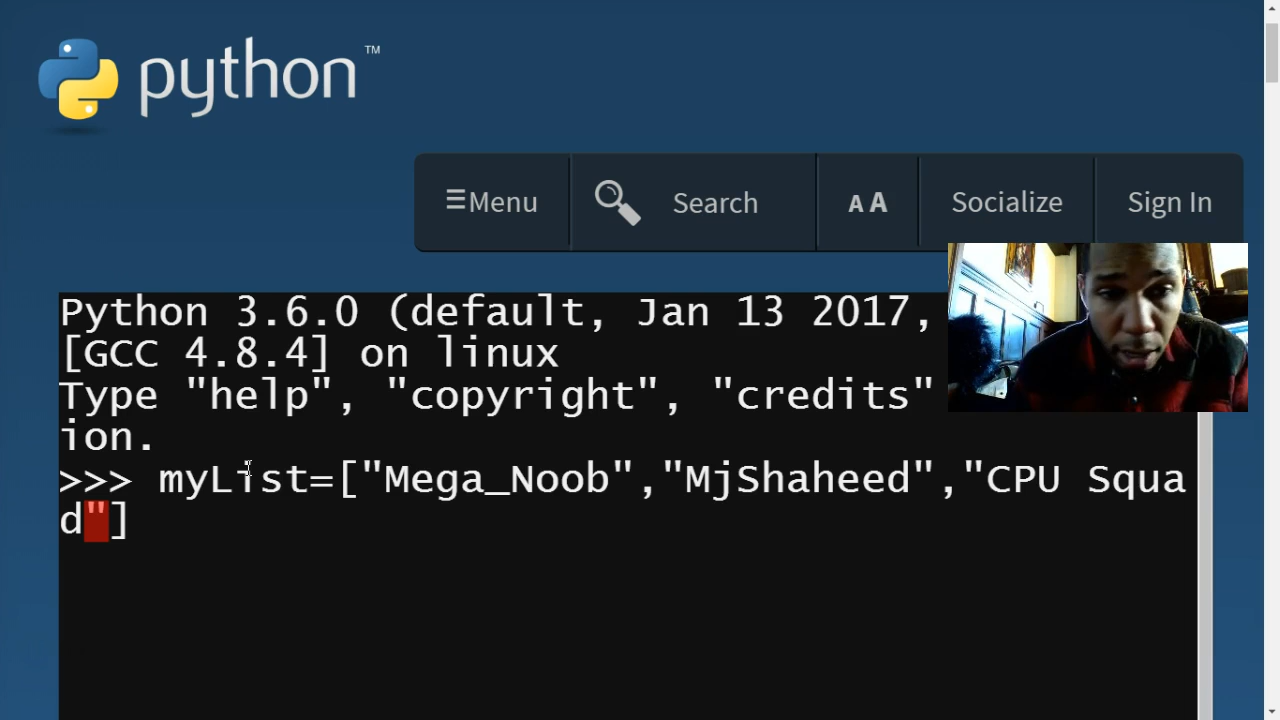 python™
≡Menu
Search
A A
Socialize
Sign In
Python 3.6.0 (default, Jan 13 2017,
[GCC 4.8.4] on linux
Type "help", "copyright", "credits"
ion.
>>> myList=["Mega_Noob","MjShaheed","CPU Squa
d"]